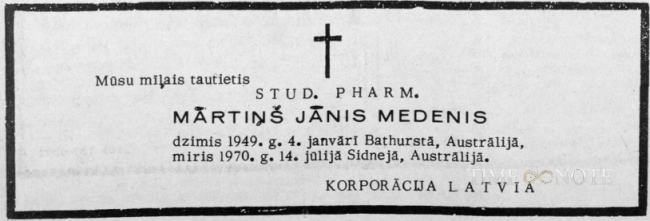 Mūsu mīļais tautietis
STUD. PHARM.
MĀRTIŅŠ JĀNIS MEDENIS
dzimis 1949. g. 4. janvārī Bathurstā, Austrālijā,
miris 1970. g. 14. jūlijā Sidnejā, Austrālijā.
TIMENOTE
KORPORĀCIJA LATVIA